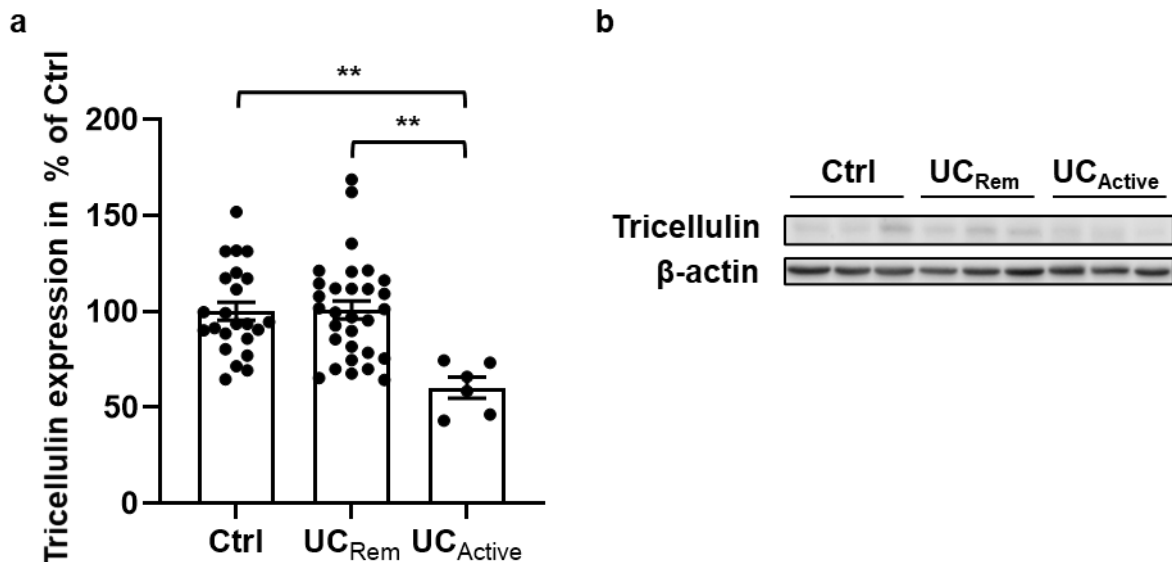 a
Tricellulin expression in % of Ctrl
200
150
100
50
0
**
**
Ctrl
UCRem
UCActive
b
Ctrl
UCRem
UCActive
Tricellulin
β-actin